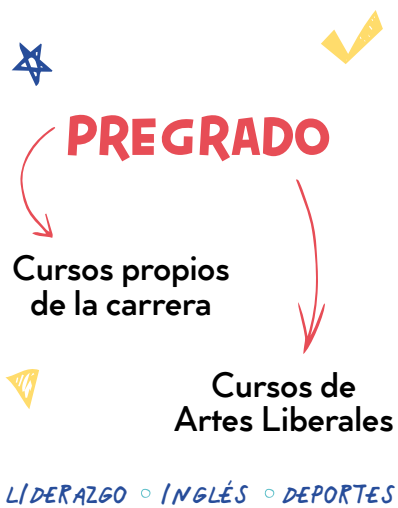 PREGRADO
Cursos propios
de la carrera
Cursos de
Artes Liberales
LIDERAZGO ○ INGLÉS ○ DEPORTES